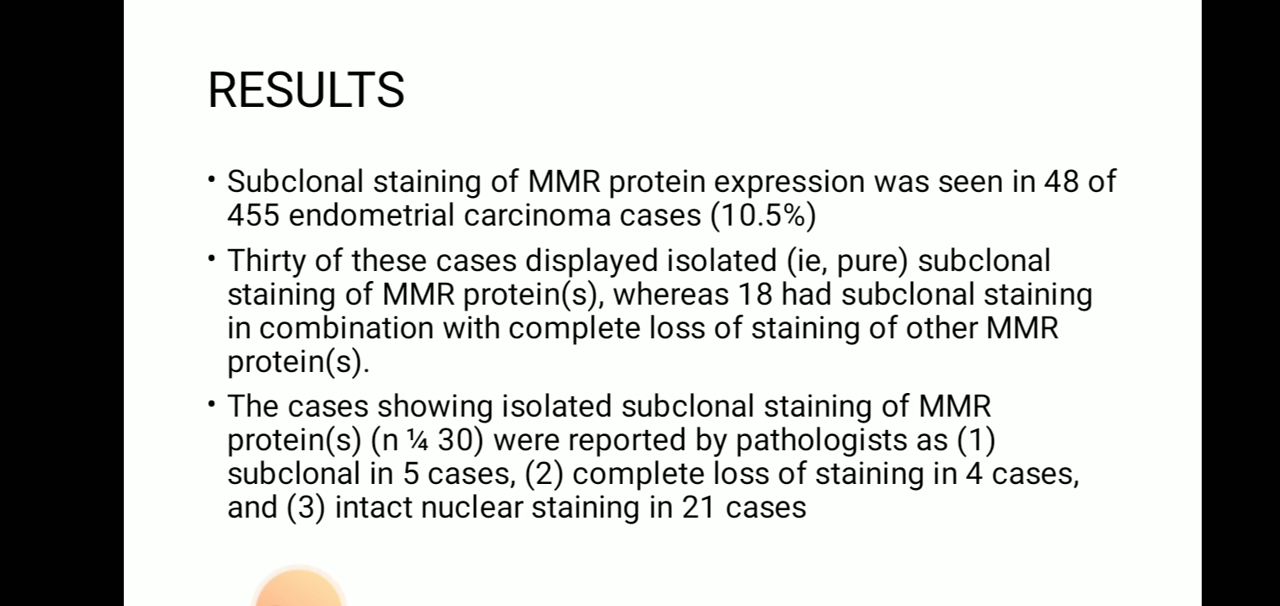 RESULTS
• Subclonal staining of MMR protein expression was seen in 48 of
455 endometrial carcinoma cases (10.5%)
• Thirty of these cases displayed isolated (ie, pure) subclonal
staining of MMR protein(s), whereas 18 had subclonal staining
in combination with complete loss of staining of other MMR
protein(s).
• The cases showing isolated subclonal staining of MMR
protein(s) (n ¼ 30) were reported by pathologists as (1)
subclonal in 5 cases, (2) complete loss of staining in 4 cases,
and (3) intact nuclear staining in 21 cases